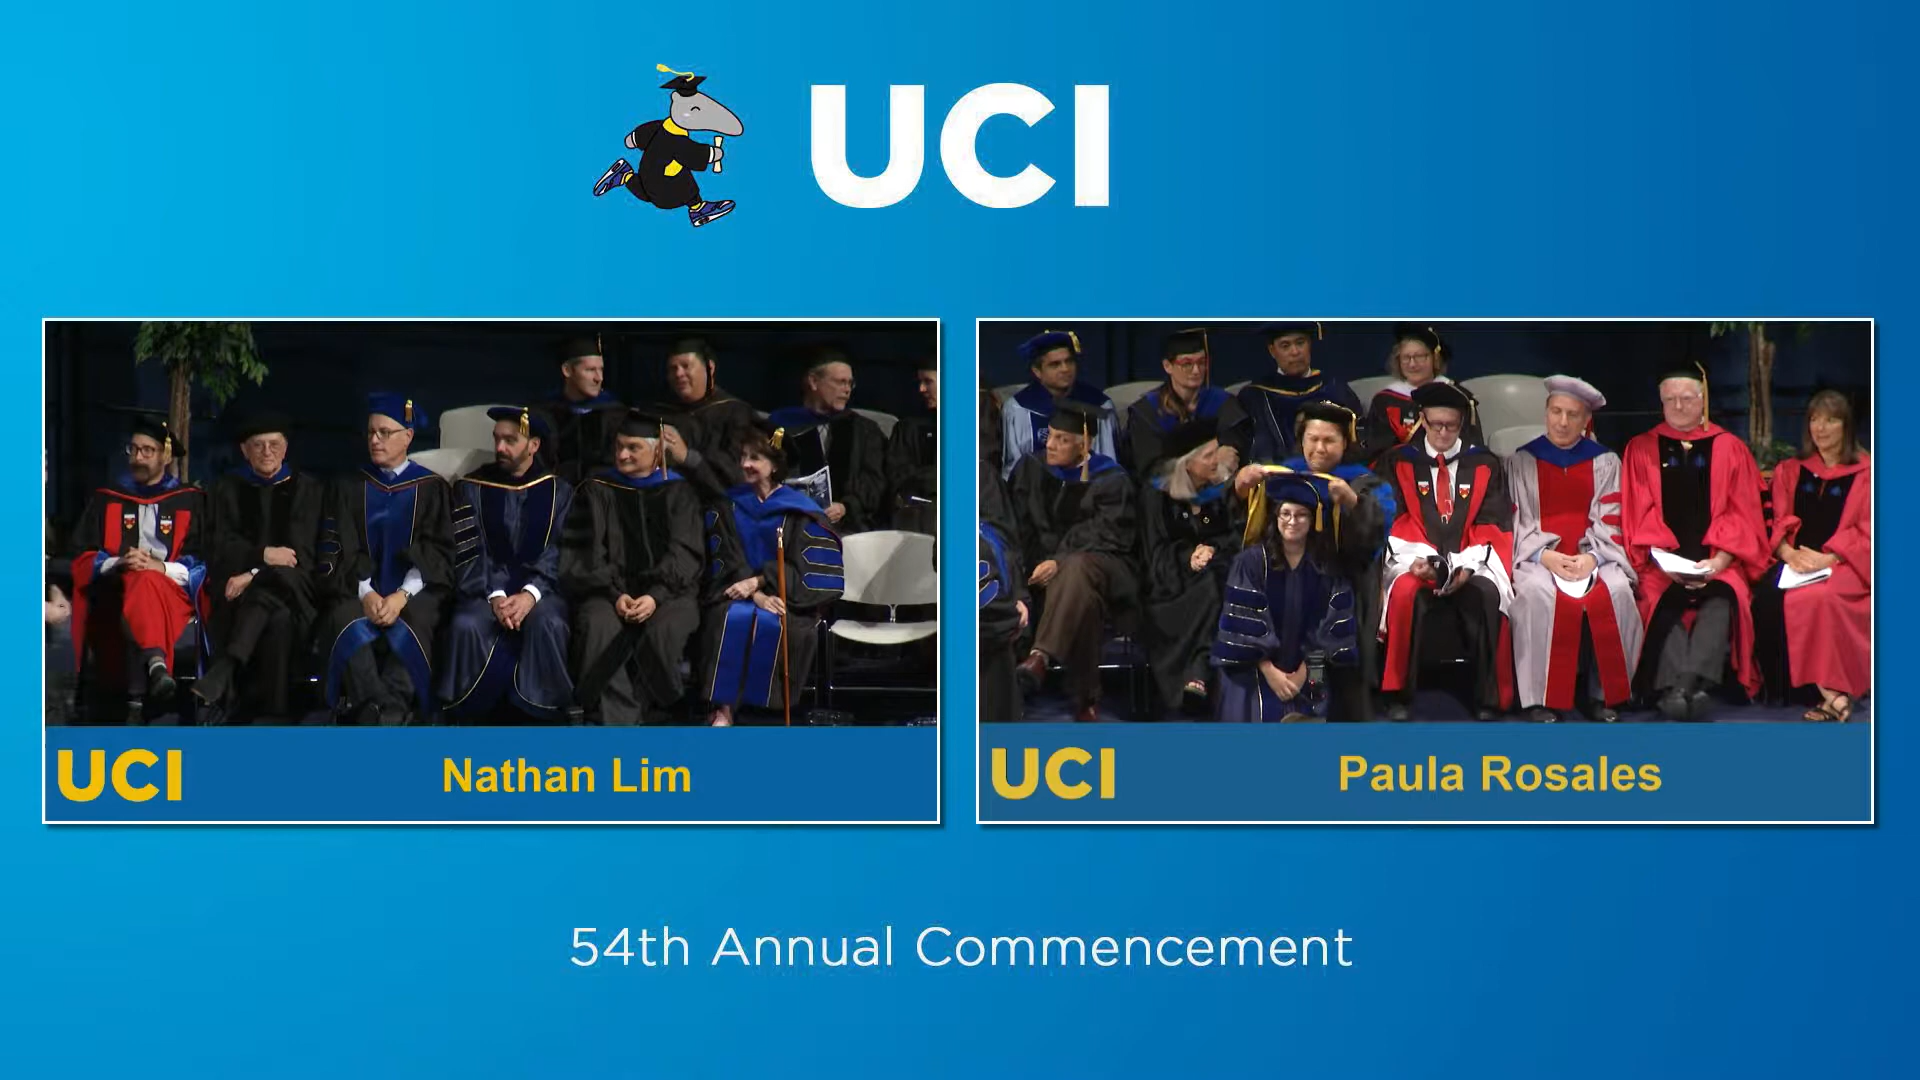 UCI
UCI
Nathan Lim
UCI
Paula Rosales
54th Annual Commencement